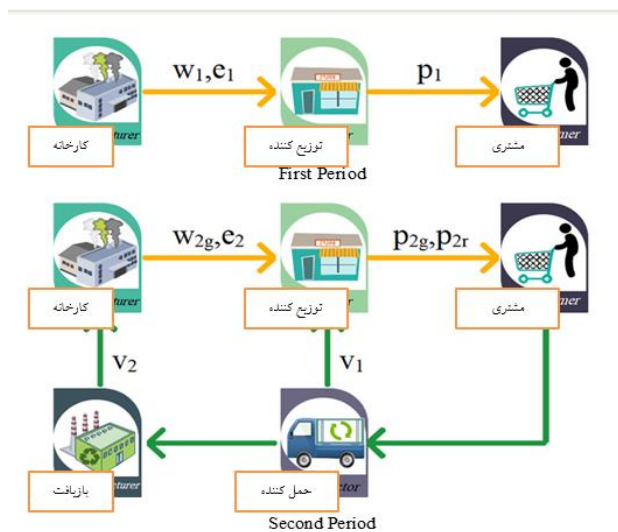 w1,e1
p1
کارخانه
توزیع کننده
مشتری
First Period
w2g,e2
p2g,p2r
کارخانه
توزیع کننده
مشتری
v2
v1
بازیافت
حمل کننده
Second Period